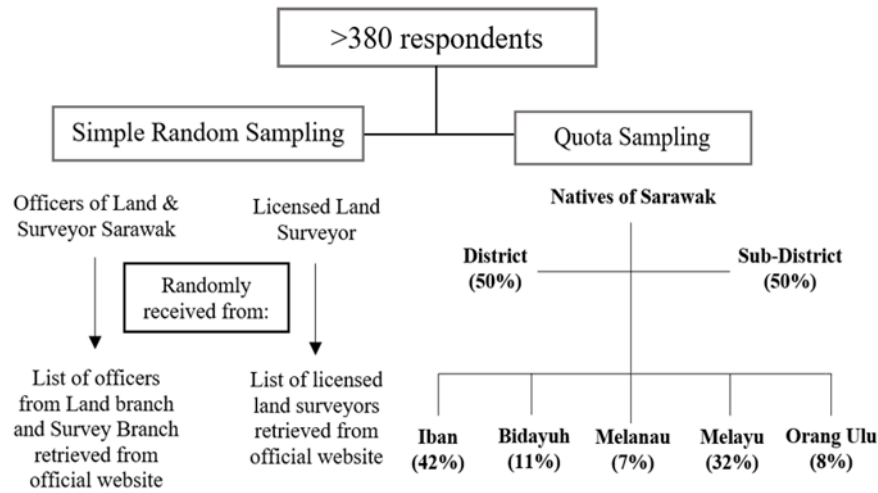 >380 respondents
Simple Random Sampling
Quota Sampling
Officers of Land &
Surveyor Sarawak
Licensed Land
Surveyor
Randomly
received from:
List of officers
from Land branch
and Survey Branch
retrieved from
official website
List of licensed
land surveyors
retrieved from
official website
Natives of Sarawak
District
(50%)
Sub-District
(50%)
Iban
(42%)
Bidayuh
(11%)
Melanau
(7%)
Melayu
(32%)
Orang Ulu
(8%)